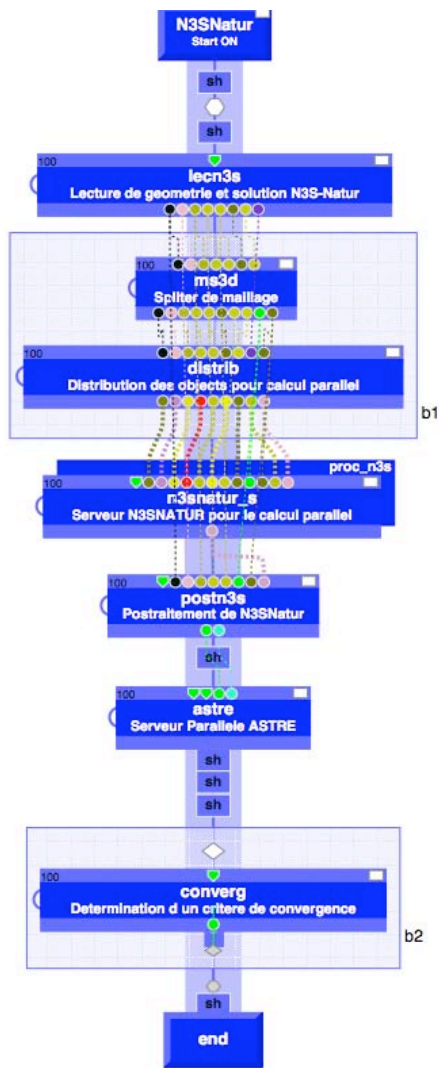 N3SNatur
Start ON
sh
sh
100
lecn3s
Lecture de geometrie et solution N3S-Natur
100
ms3d
Spliter de maillage
100
distrib
Distribution des objects pour calcul parallel
b1
proc_n3s
100
n3snatur_s
Serveur N3SNATUR pour le calcul parallel
100
postn3s
Postraitement de N3SNatur
sh
100
astre
Serveur Parallele ASTRE
sh
sh
sh
100
converg
Determination d un critere de convergence
b2
sh
end